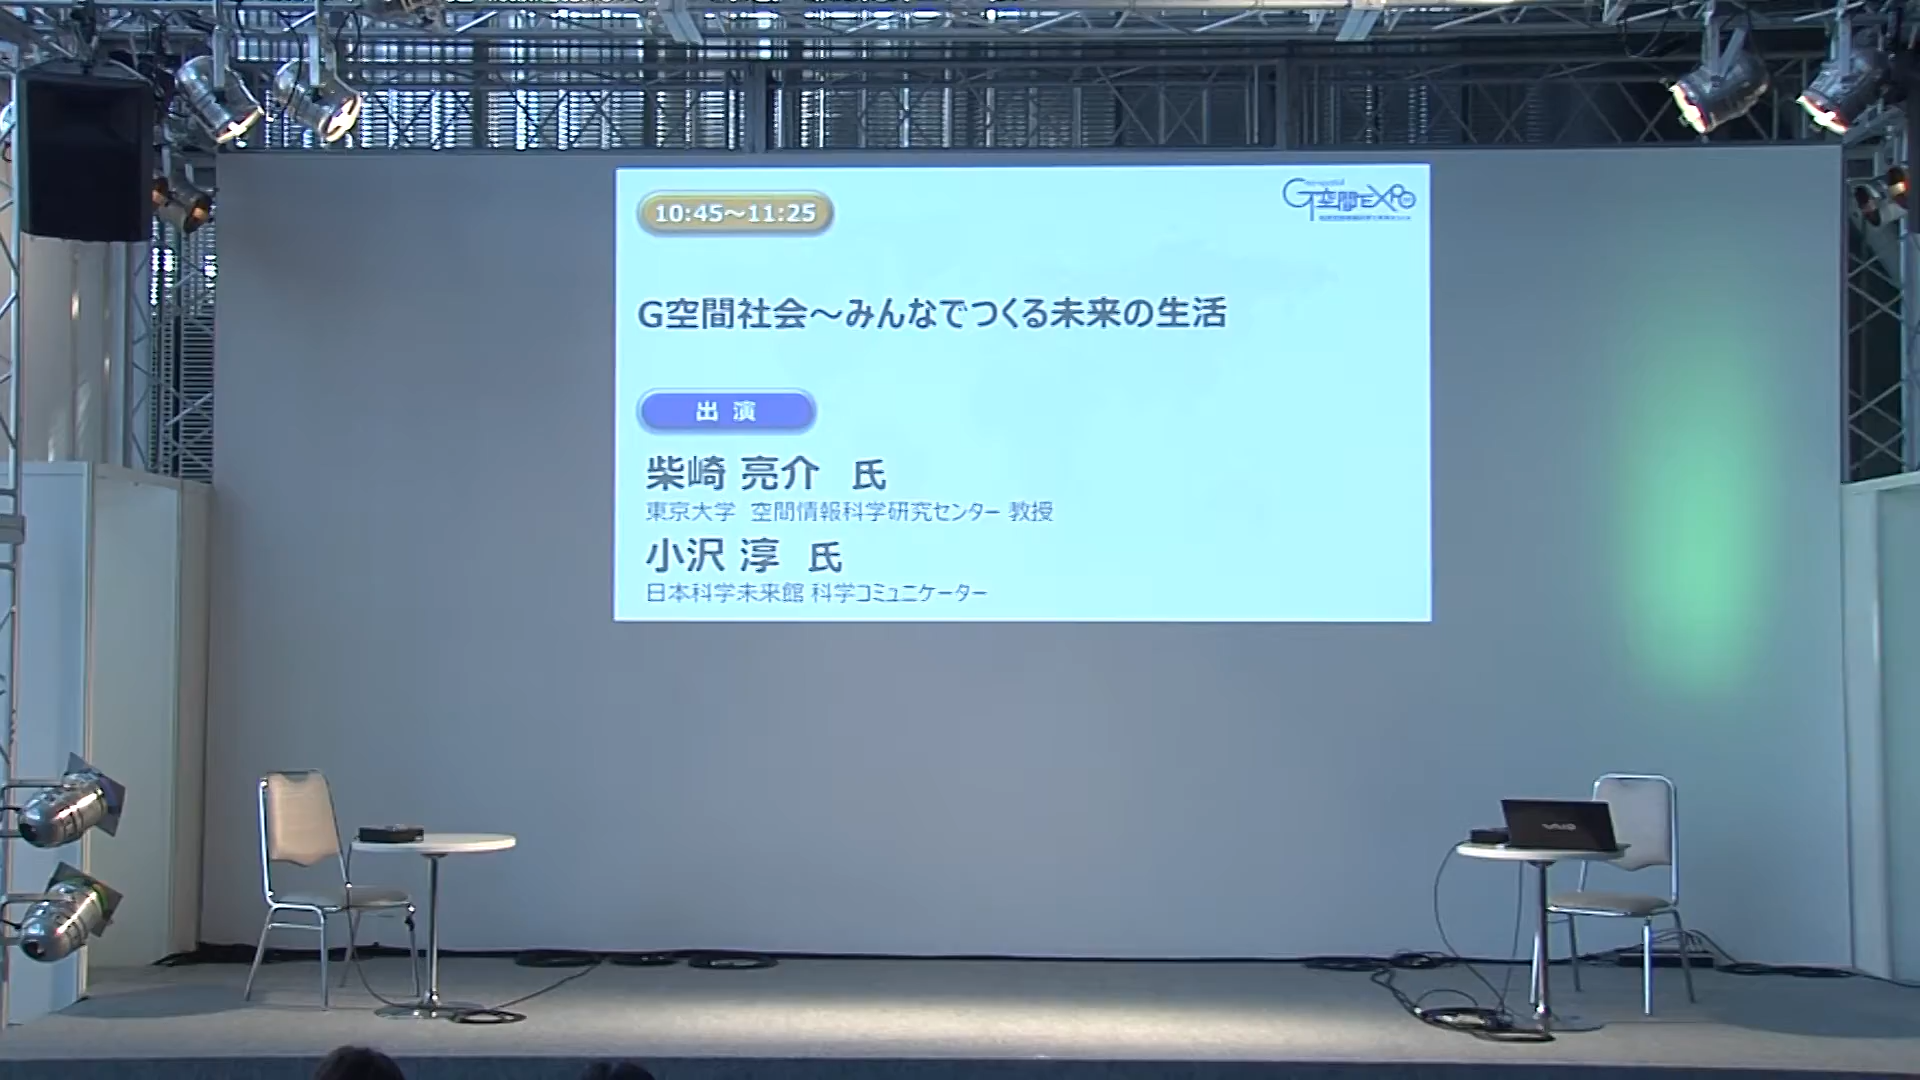 10:45～11:25
G空間EXPO
G空間社会～みんなでつくる未来の生活
出 演
柴崎 亮介 氏
東京大学 空間情報科学研究センター 教授
小沢 淳 氏
日本科学未来館 科学コミュニケーター
VAIO